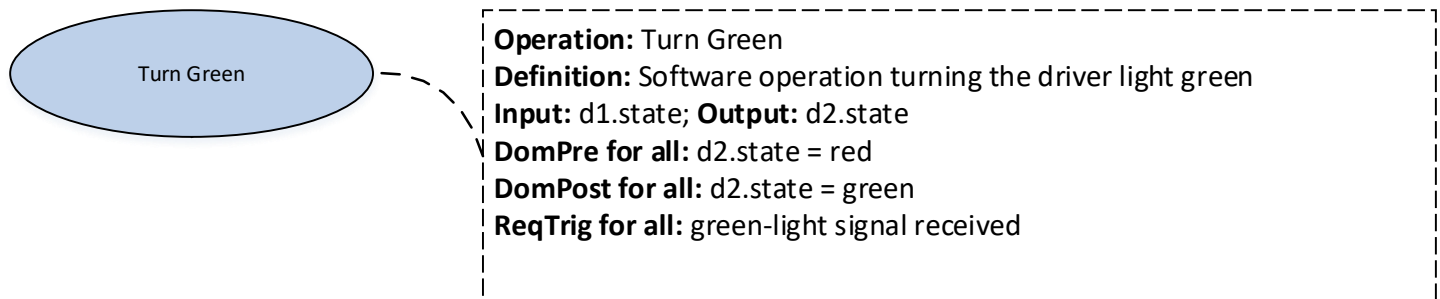 Turn Green
Operation: Turn Green
Definition: Software operation turning the driver light green
Input: d1.state; Output: d2.state
DomPre for all: d2.state = red
DomPost for all: d2.state = green
ReqTrig for all: green-light signal received